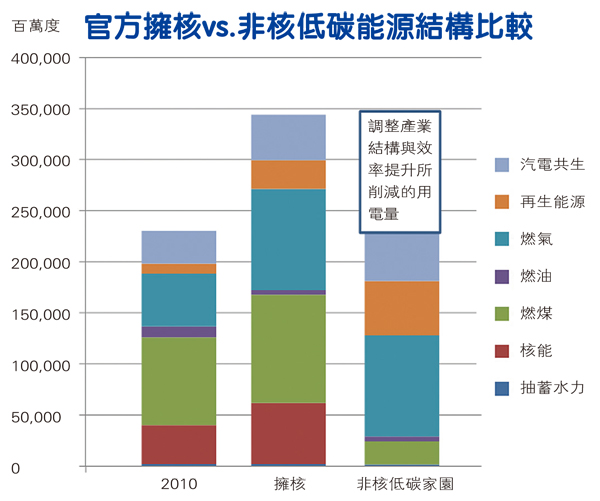 百萬度
官方擁核vs.非核低碳能源結構比較
400,000
350,000
300,000
250,000
200,000
150,000
100,000
50,000
0
調整產業
結構與效
率提升所
削減的用
電量
汽電共生
再生能源
燃氣
燃油
燃煤
核能
抽蓄水力
2010
擁核
非核低碳家園